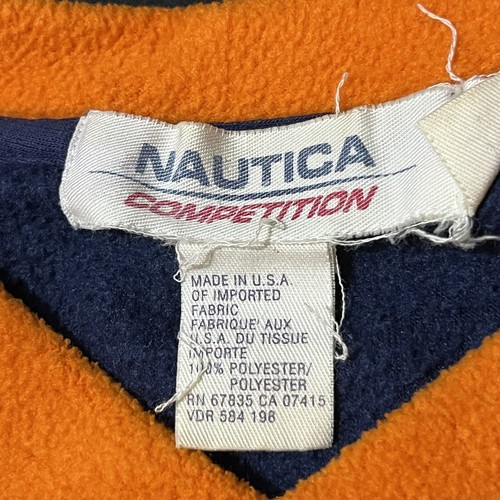 NAUTICA
COMPETITION
MADE IN U.S.A.
OF IMPORTED
FABRIC
FABRIQUE' AUX
U.S.A. DU TISSUE
IMPORTE
100% POLYESTER/
POLYESTER
RN 67835 CA 07415
VDR 584 196